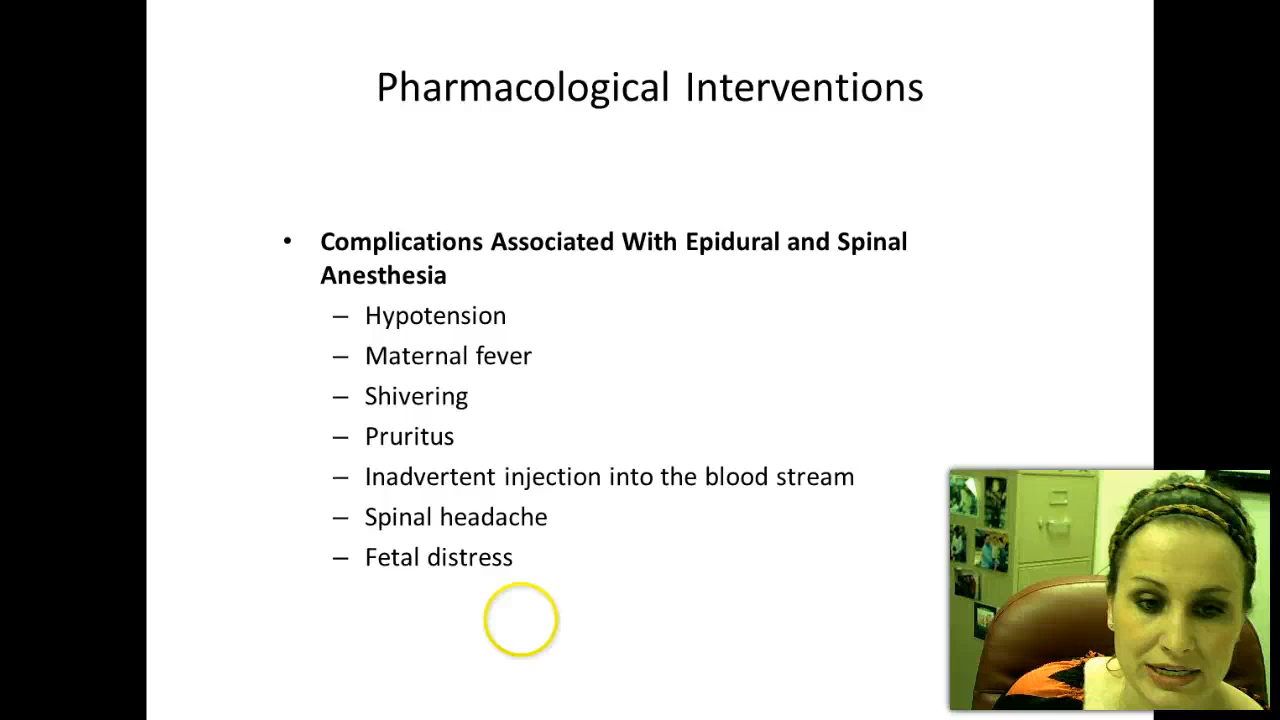 Pharmacological Interventions
• Complications Associated With Epidural and Spinal
Anesthesia
– Hypotension
– Maternal fever
– Shivering
– Pruritus
– Inadvertent injection into the blood stream
– Spinal headache
– Fetal distress